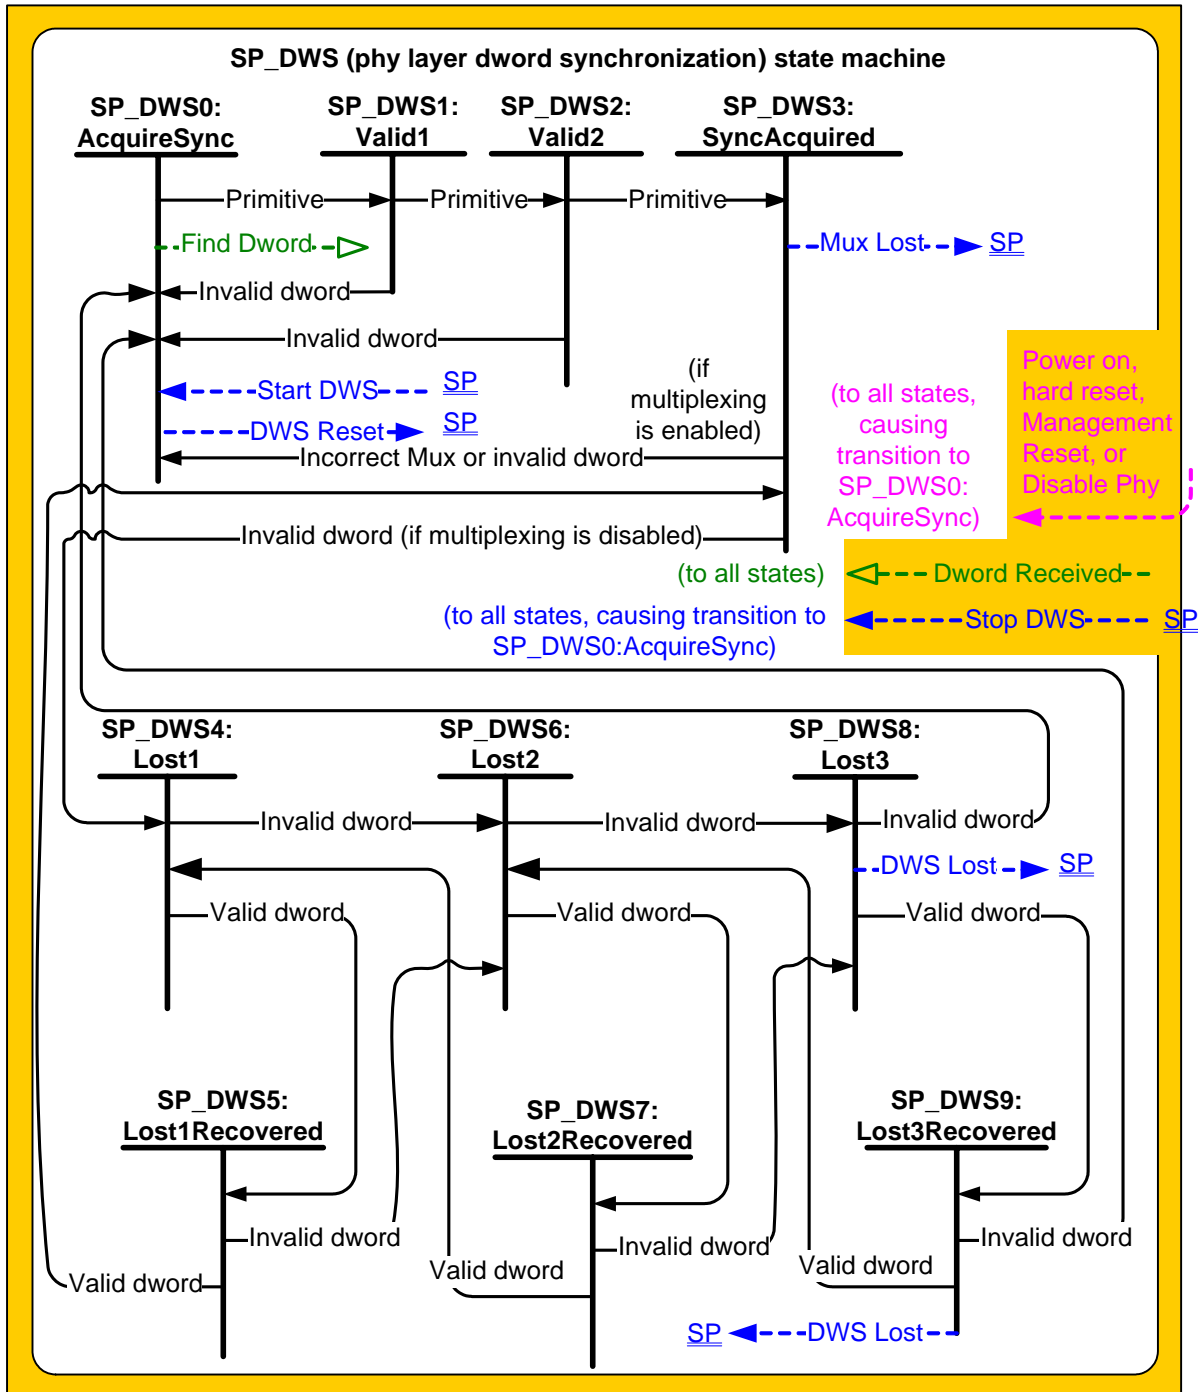 SP_DWS (phy layer dword synchronization) state machine
SP_DWS0:
AcquireSync
SP_DWS1:
Valid1
SP_DWS2:
Valid2
SP_DWS3:
SyncAcquired
Primitive
Primitive
Primitive
Find Dword
Mux Lost
SP
Invalid dword
Invalid dword
Start DWS
SP
DWS Reset
SP
(if
multiplexing
is enabled)
Incorrect Mux or invalid dword
(to all states,
causing
transition to
SP_DWS0:
AcquireSync)
Power on,
hard reset,
Management
Reset, or
Disable Phy
Invalid dword (if multiplexing is disabled)
(to all states)
Dword Received
(to all states, causing transition to
SP_DWS0:AcquireSync)
Stop DWS
SP
SP_DWS4:
Lost1
SP_DWS6:
Lost2
SP_DWS8:
Lost3
Invalid dword
Invalid dword
Invalid dword
DWS Lost
SP
Valid dword
Valid dword
Valid dword
SP_DWS5:
Lost1Recovered
SP_DWS7:
Lost2Recovered
SP_DWS9:
Lost3Recovered
Invalid dword
Invalid dword
Invalid dword
Valid dword
Valid dword
Valid dword
SP
DWS Lost